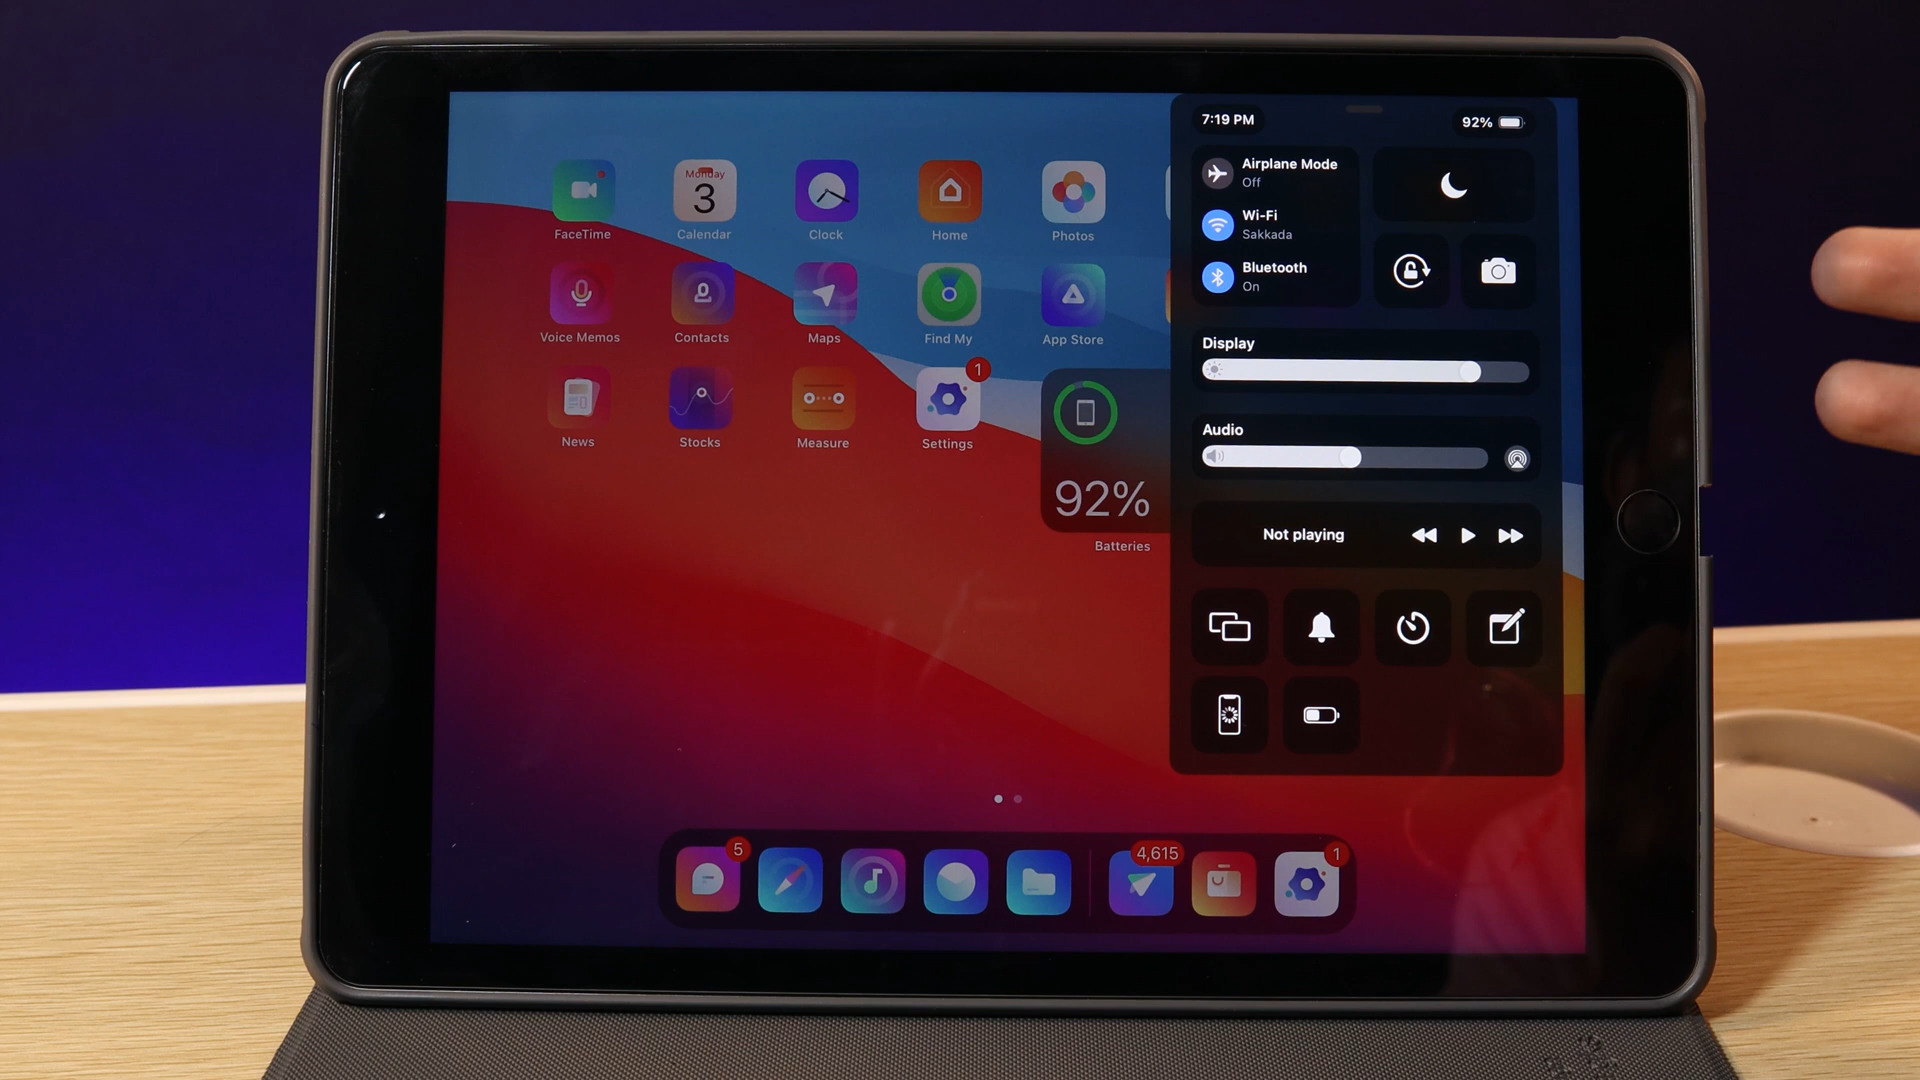 7:19 PM
92%
Airplane Mode
Off
Wi-Fi
Sakkada
Bluetooth
On
Display
Audio
Not playing
FaceTime
Monday
3
Calendar
Clock
Home
Photos
Voice Memos
Contacts
Maps
Find My
App Store
News
Stocks
Measure
1
Settings
92%
Batteries
5
4,615
1